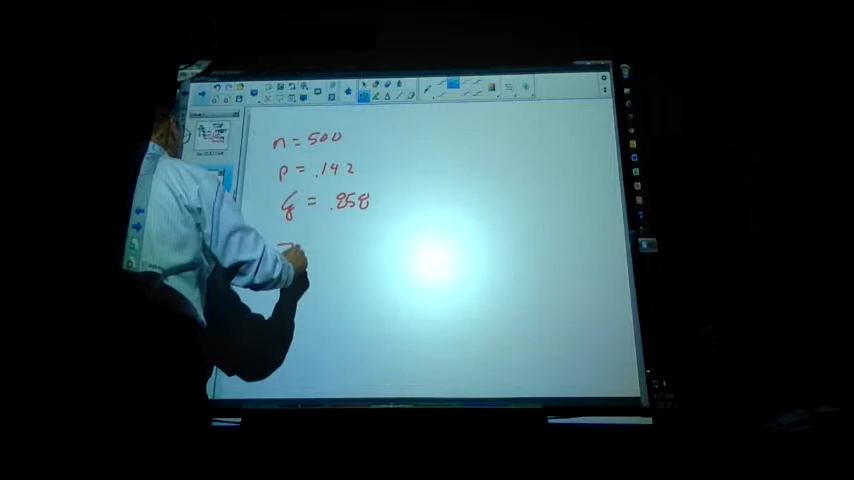 n = 500
p = .142
q = .858